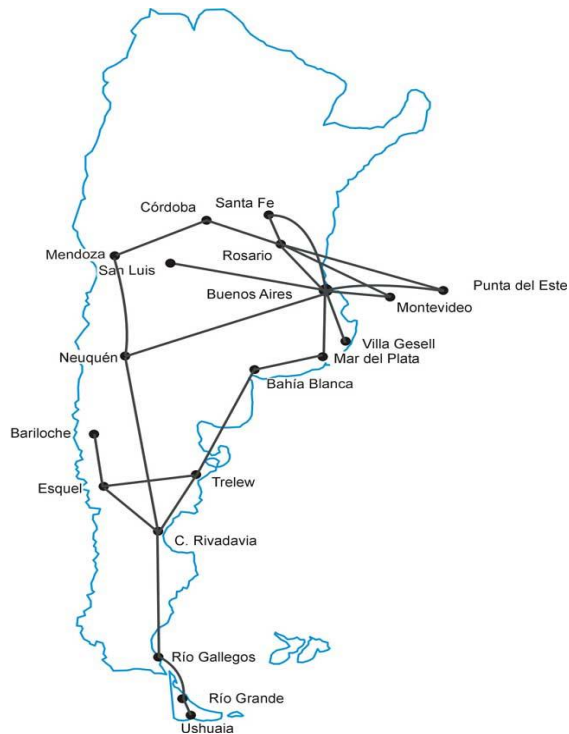 Santa Fe
Córdoba
Rosario
Mendoza
San Luis
Buenos Aires
Punta del Este
Montevideo
Villa Gesell
Neuquén
Mar del Plata
Bahía Blanca
Bariloche
Trelew
Esquel
C. Rivadavia
Río Gallegos
Río Grande
Ushuaia